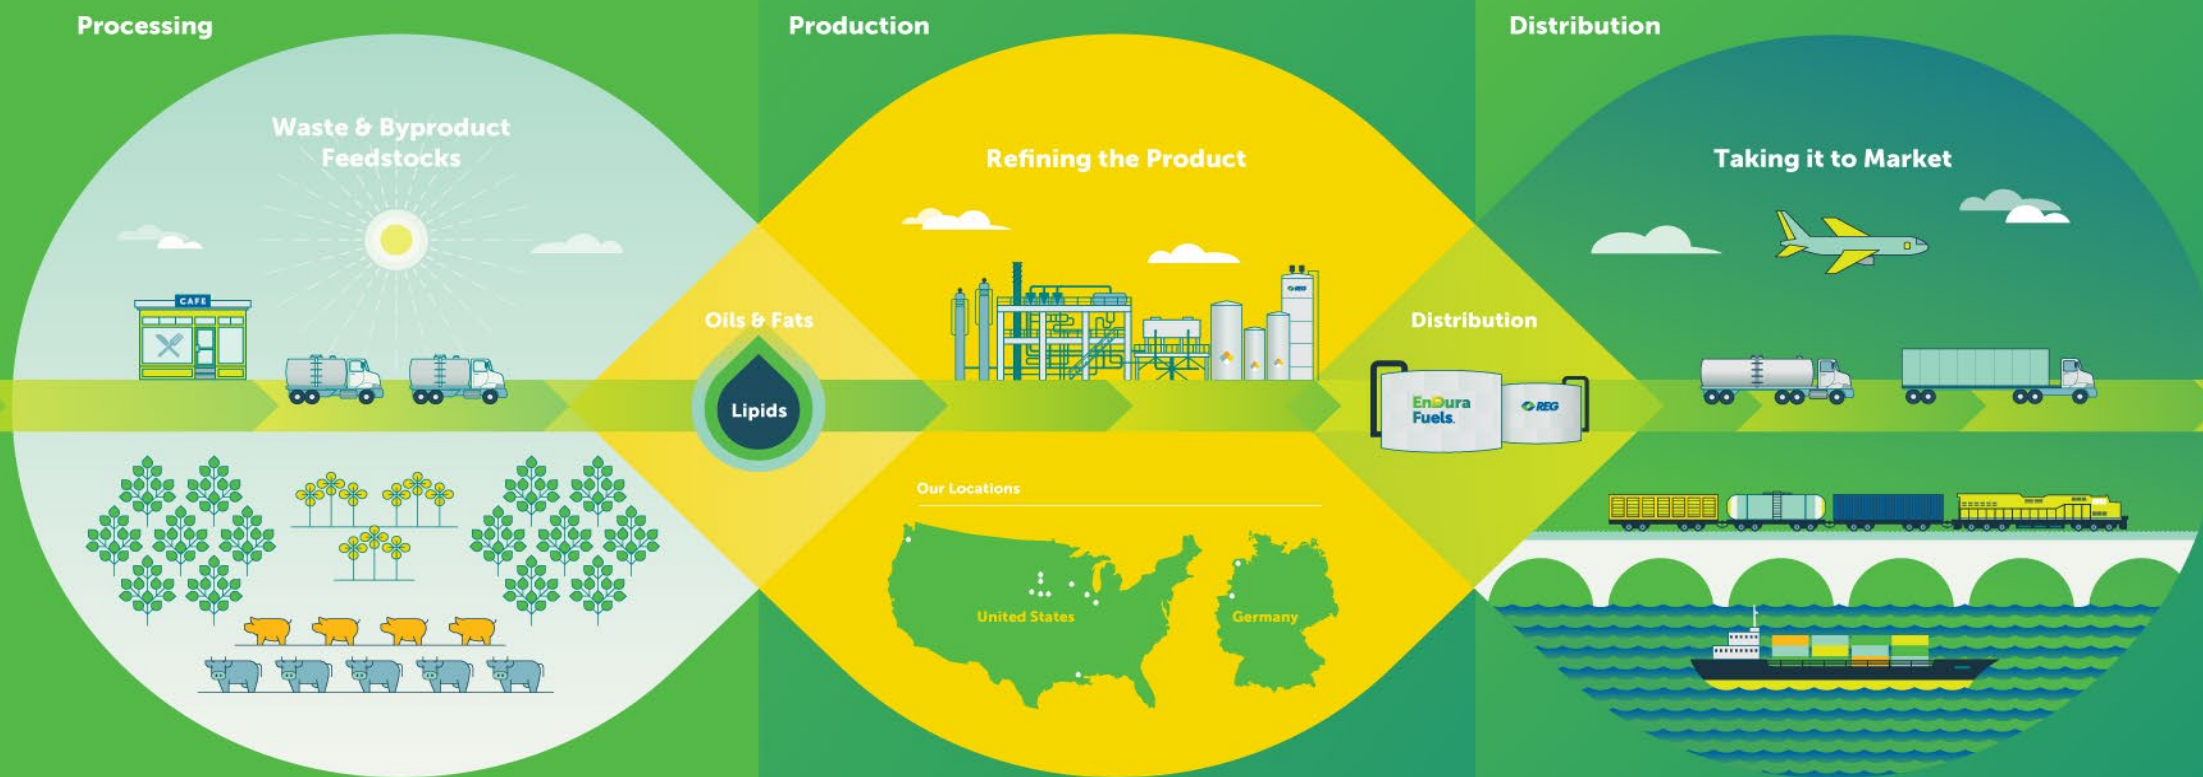 Processing
Waste & Byproduct
Feedstocks
CAFE
Oils & Fats
Lipids
Production
Refining the Product
REG
Our Locations
United States
Germany
Distribution
EnDura
Fuels.
REG
Distribution
Taking it to Market